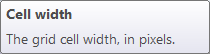 Cell width
The grid cell width, in pixels.